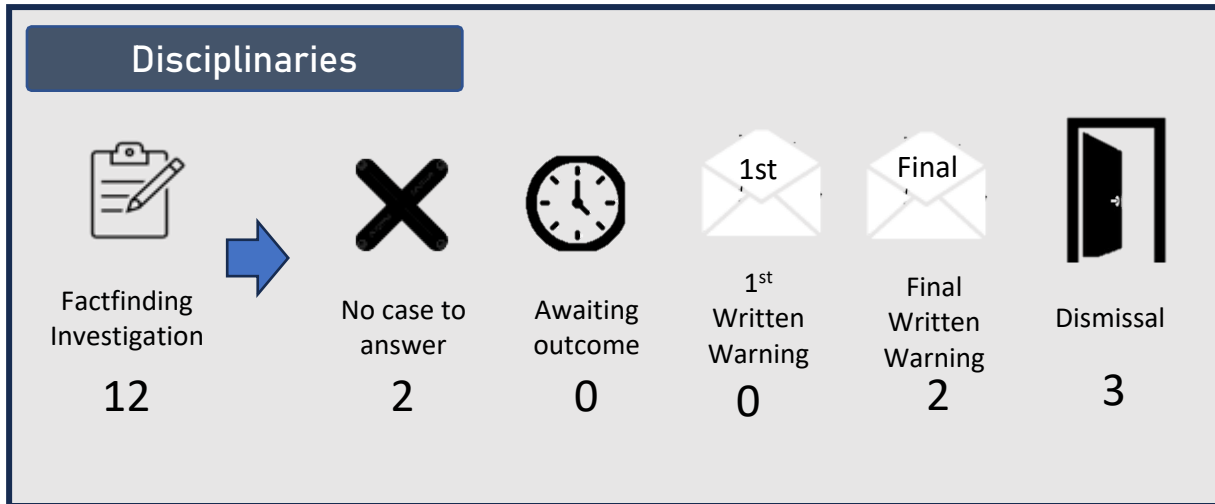 Disciplinaries
1st
Final
Factfinding
Investigation
12
No case to
answer
2
Awaiting
outcome
0
1st
Written
Warning
0
Final
Written
Warning
2
Dismissal
3